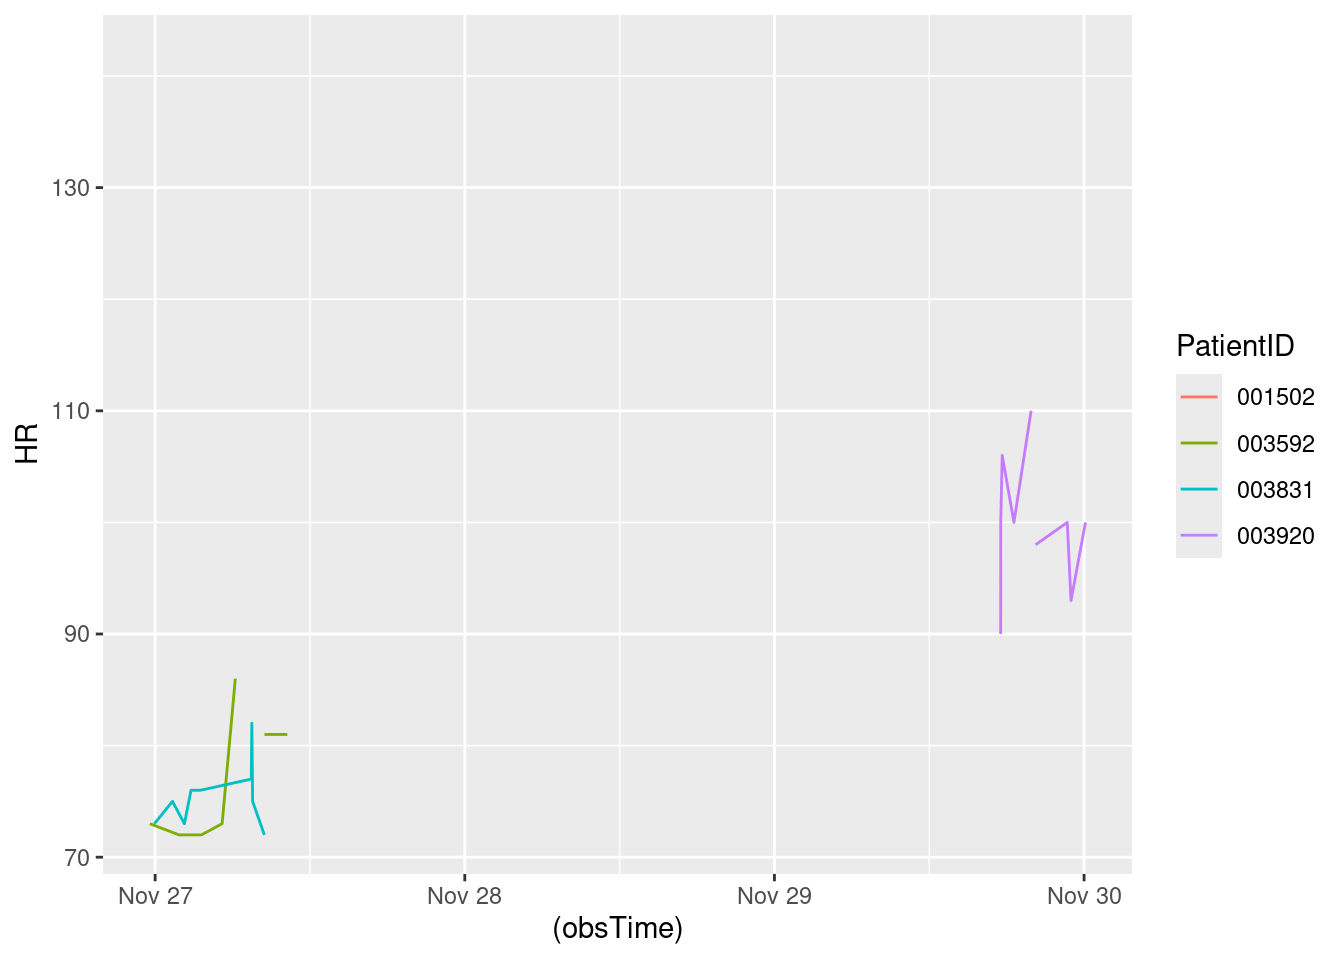 130
110
90
70
HR
Nov 27
Nov 28
Nov 29
Nov 30
(obsTime)
PatientID
001502
003592
003831
003920